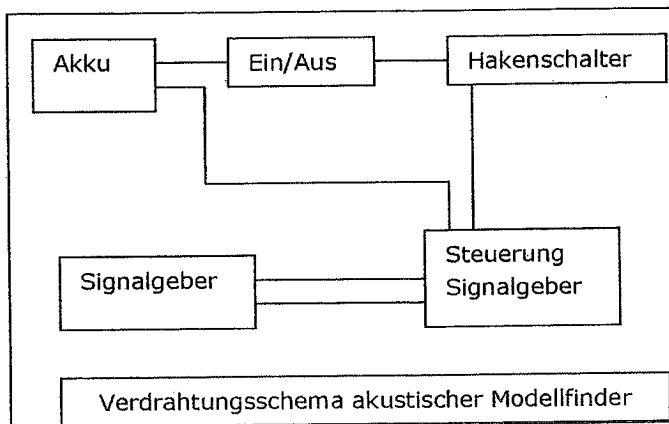 Akku
Ein/Aus
Hakenschalter
Signalgeber
Steuerung
Signalgeber
Verdrahtungsschema akustischer Modellfinder